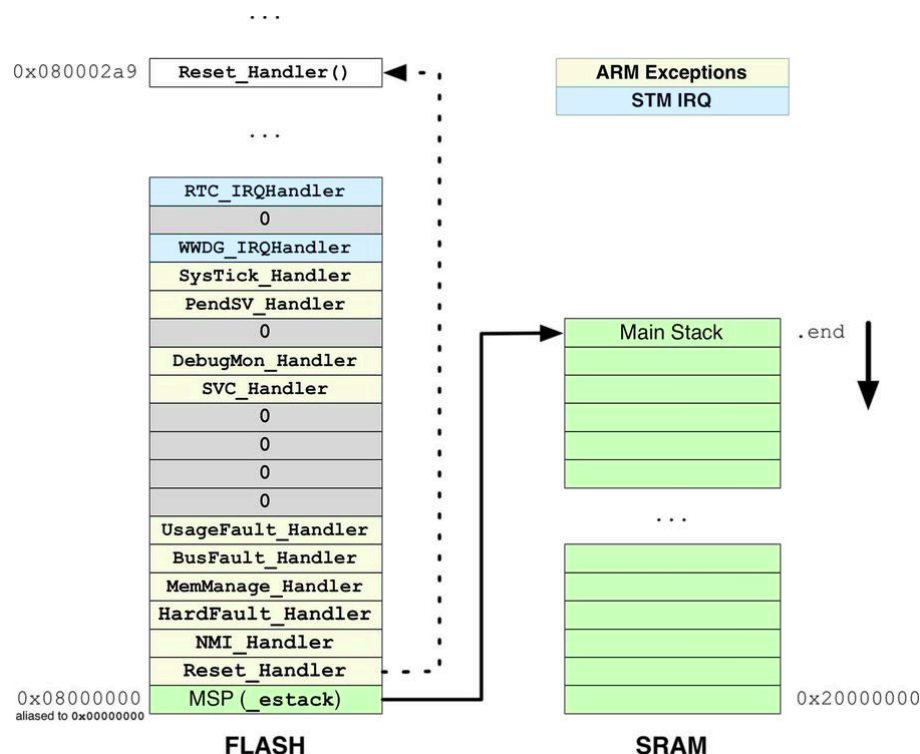 ...
0x080002a9
Reset_Handler()
ARM Exceptions
STM IRQ
...
RTC_IRQHandler
0
WWDG_IRQHandler
SysTick_Handler
PendSV_Handler
0
DebugMon_Handler
SVC_Handler
0
0
0
0
UsageFault_Handler
BusFault_Handler
MemManage_Handler
HardFault_Handler
NMI_Handler
Reset_Handler
0x08000000
aliased to 0x00000000
MSP (_estack)
FLASH
Main Stack
.end
...
0x20000000
SRAM